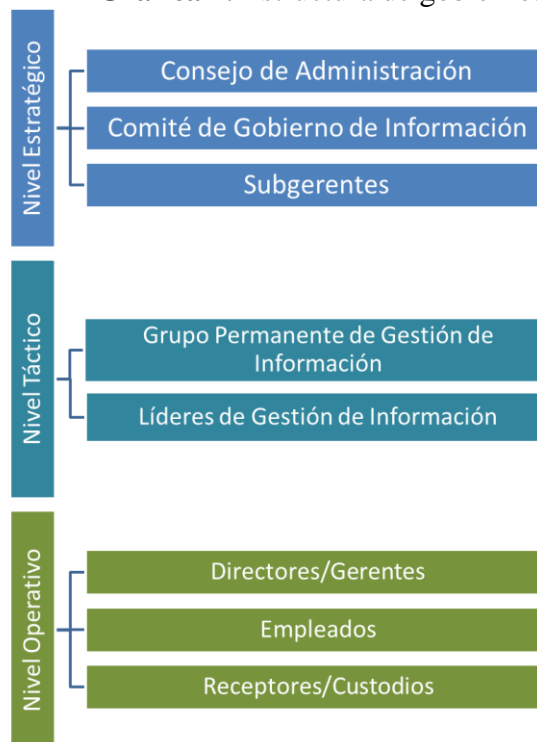 Nivel Estratégico
Consejo de Administración
Comité de Gobierno de Información
Subgerentes
Nivel Táctico
Grupo Permanente de Gestión de
Información
Líderes de Gestión de Información
Nivel Operativo
Directores/Gerentes
Empleados
Receptores/Custodios